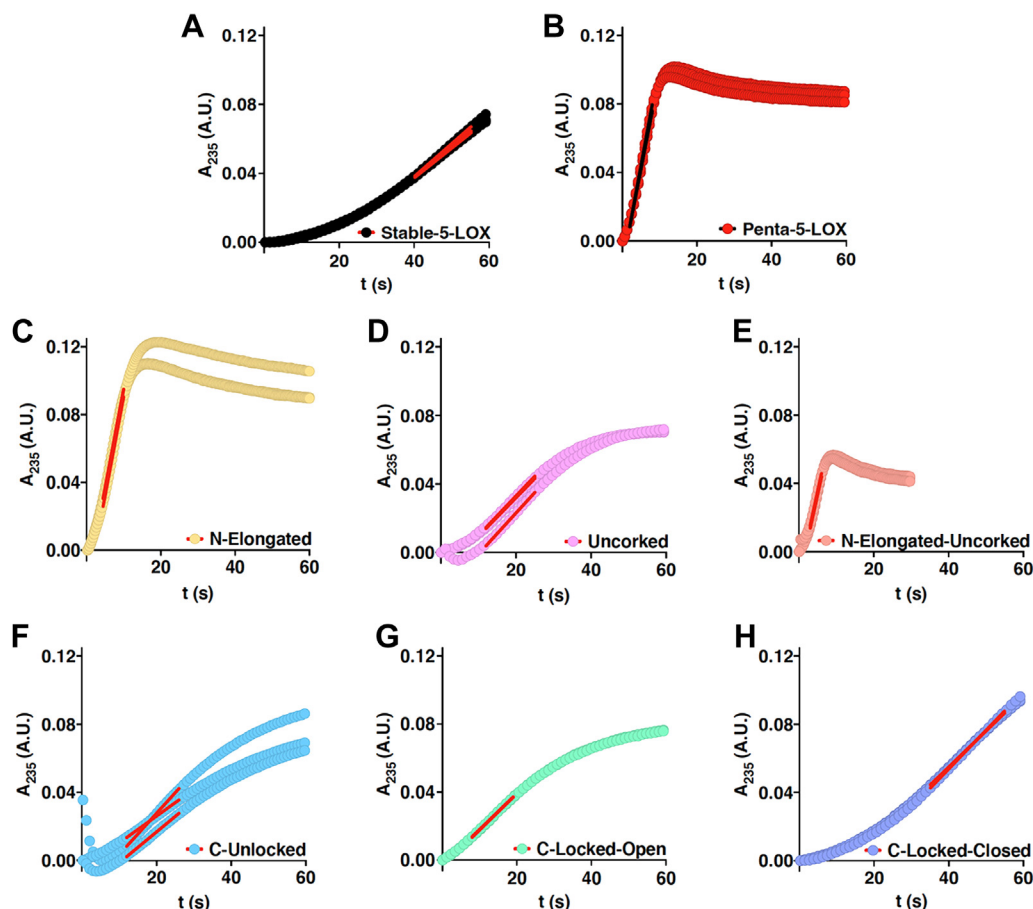 A
A₂₃₅ (A.U.)
0.12
0.08
0.04
0.00
20
40
60
t (s)
Stable-5-LOX
B
A₂₃₅ (A.U.)
0.12
0.08
0.04
0.00
20
40
60
t (s)
Penta-5-LOX
C
A₂₃₅ (A.U.)
0.12
0.08
0.04
0.00
20
40
60
t (s)
N-Elongated
D
A₂₃₅ (A.U.)
0.12
0.08
0.04
0.00
20
40
60
t (s)
Uncorked
E
A₂₃₅ (A.U.)
0.12
0.08
0.04
0.00
20
40
60
t (s)
N-Elongated-Uncorked
F
A₂₃₅ (A.U.)
0.12
0.08
0.04
0.00
20
40
60
t (s)
C-Unlocked
G
A₂₃₅ (A.U.)
0.12
0.08
0.04
0.00
20
40
60
t (s)
C-Locked-Open
H
A₂₃₅ (A.U.)
0.12
0.08
0.04
0.00
20
40
60
t (s)
C-Locked-Closed